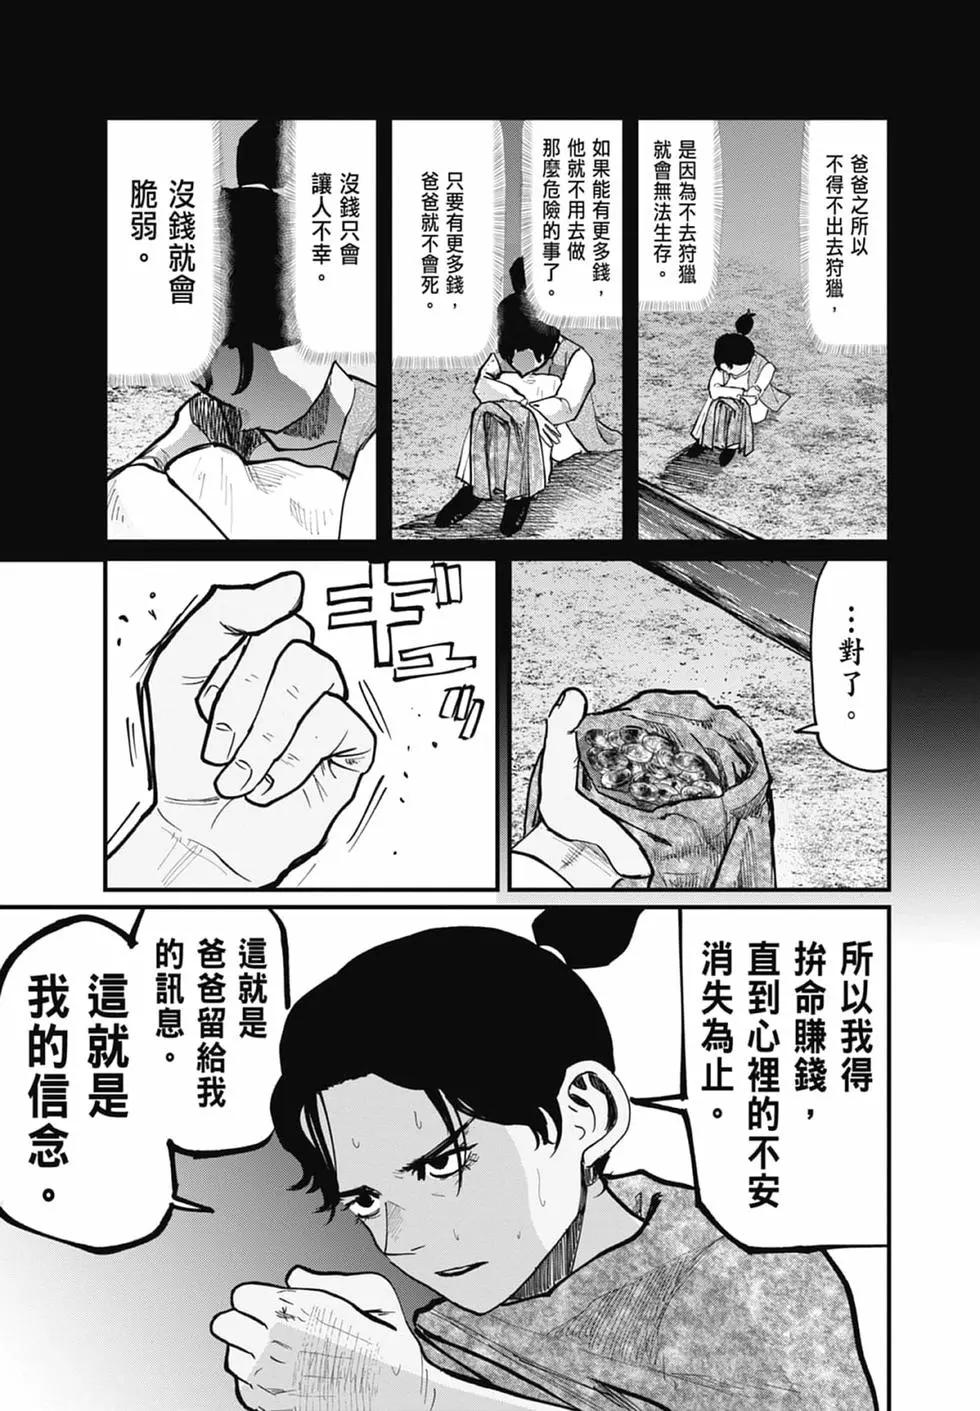 爸爸之所以
不得不出去狩獵，
是因為不去狩獵
就會無法生存。
如果能有更多錢，
他就不用去做
那麼危險的事了。
只要有更多錢，
爸爸就不會死。
沒錢只會
讓人不幸。
沒錢就會
脆弱。
…對了。
ギュッ
所以我得
拚命賺錢，
直到心裡的不安
消失為止。
這就是
爸爸留給我
的訊息。
這就是
我的信念。